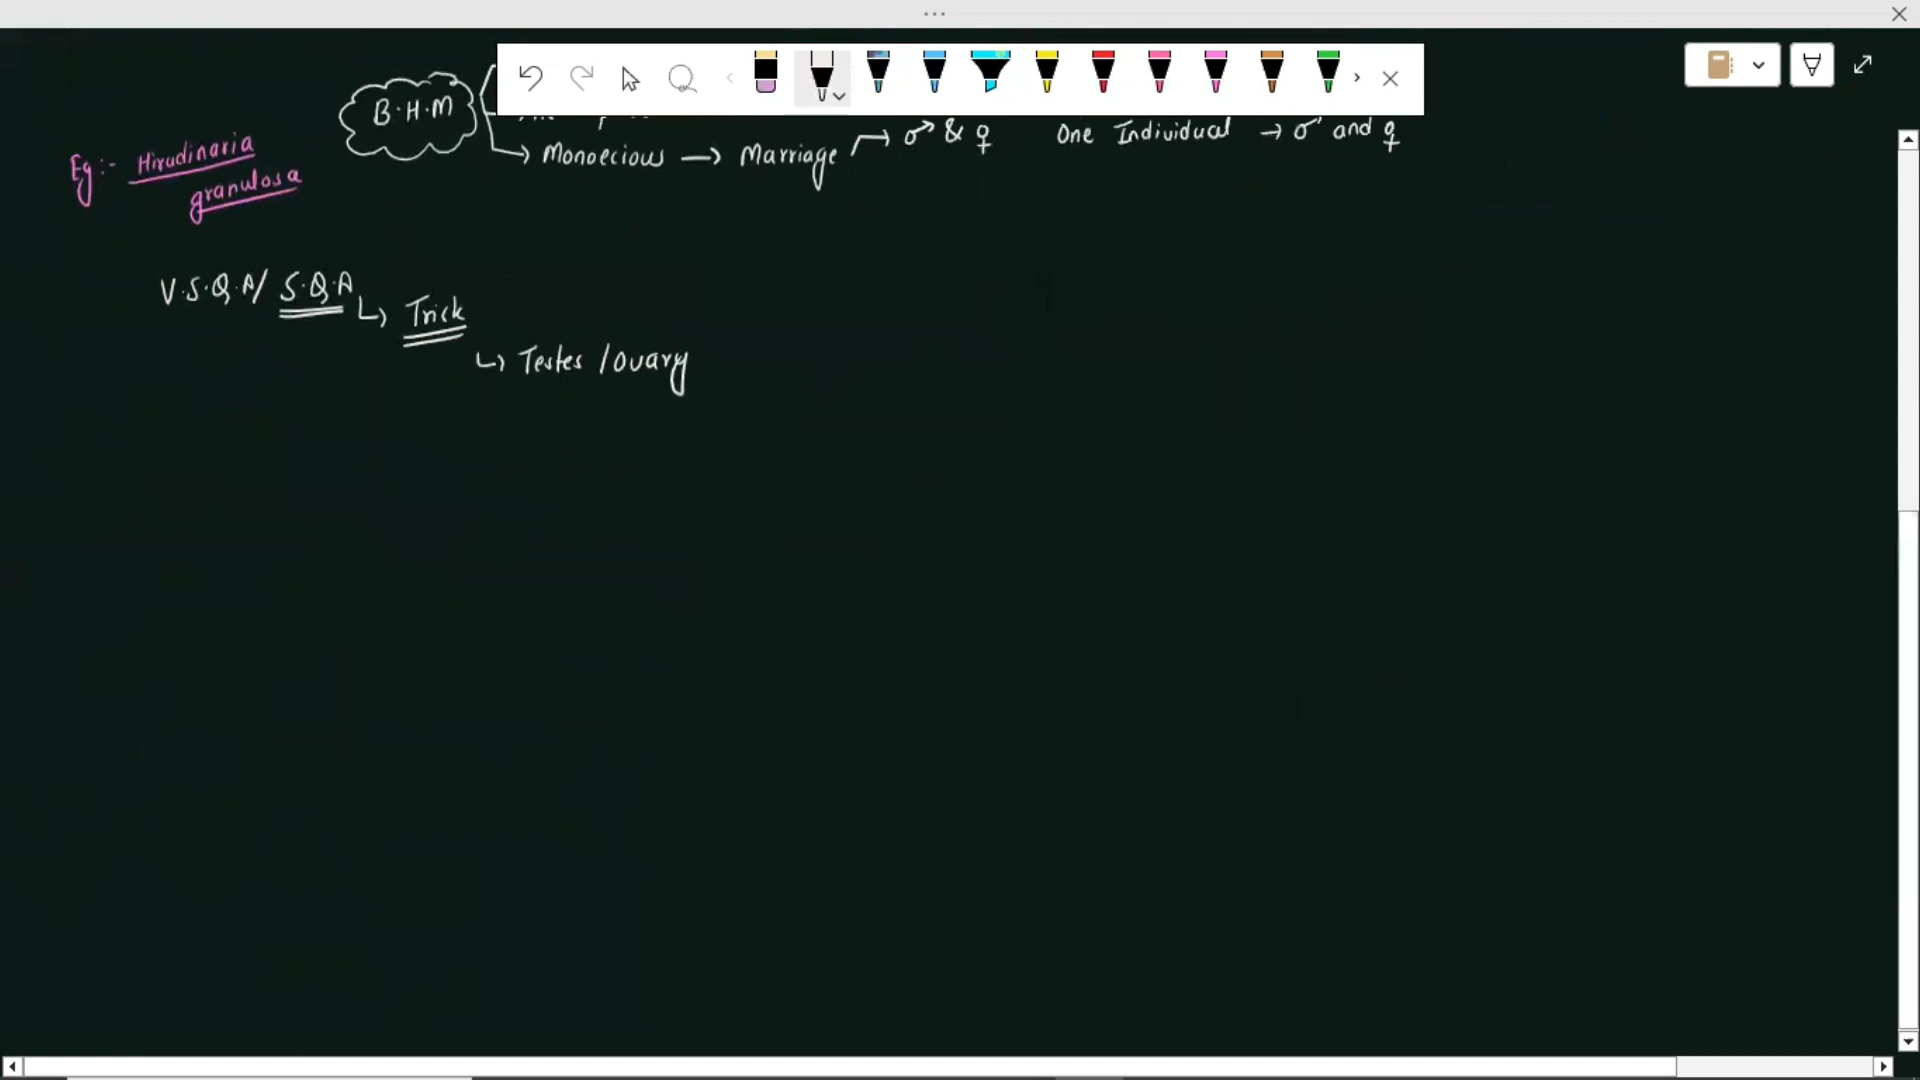 B.H.M
Monoecious → Marriage → ♂ & ♀ One Individual → ♂ and ♀
Eg:- Hirudinaria
granulosa
V.S.Q.A/ S.Q.A
↳ Trick
↳ Testes /Ovary